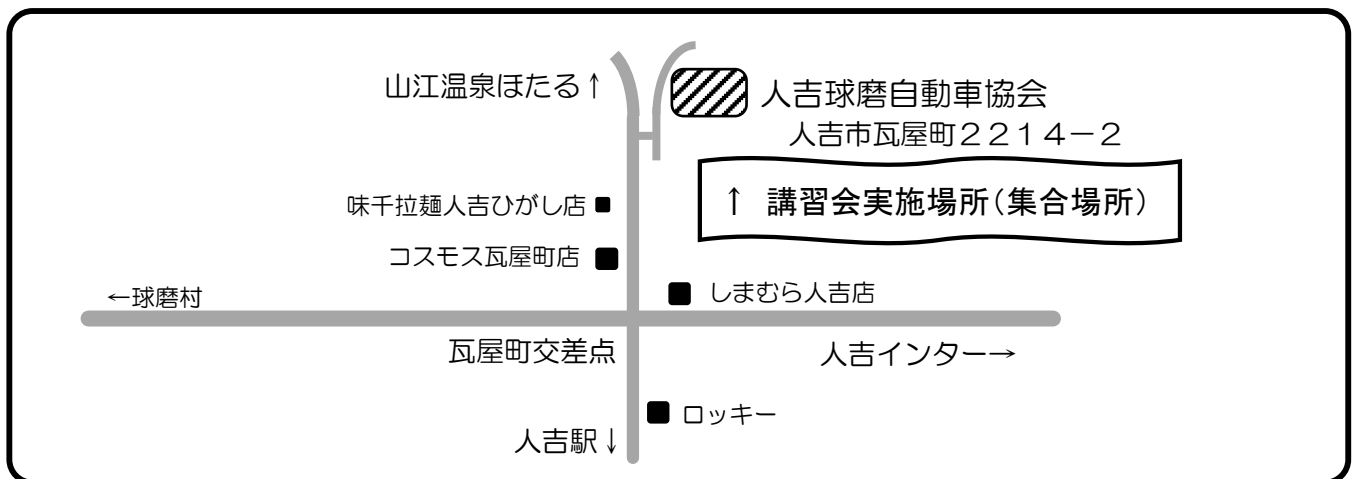 山江温泉ほたる↑
人吉球磨自動車協会
人吉市瓦屋町2214－2
↑ 講習会実施場所（集合場所）
味千拉麺人吉ひがし店
コスモス瓦屋町店
←球磨村
しまむら人吉店
瓦屋町交差点
人吉インター→
ロッキー
人吉駅↓